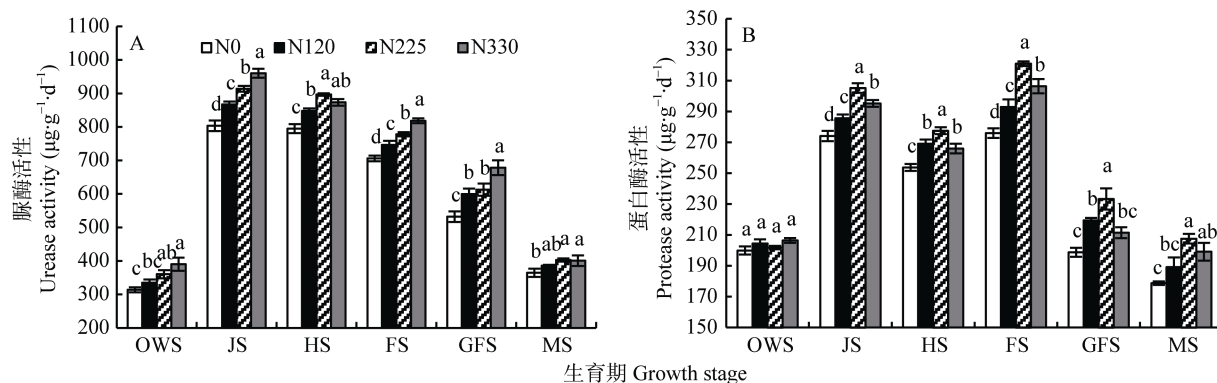 A
N0 N120 N225 N330
脲酶活性
Urease activity (μg·g⁻¹·d⁻¹)
1100
1000
900
800
700
600
500
400
300
200
c bc ab a
d c b a
c b a ab
d c b a
c b b a
b ab a a
OWS JS HS FS GFS MS
B
蛋白酶活性
Protease activity (μg·g⁻¹·d⁻¹)
350
330
310
290
270
250
230
210
190
170
150
a a a a
d c a b
c b a b
d c a b
c b a bc
c bc a ab
OWS JS HS FS GFS MS
生育期 Growth stage